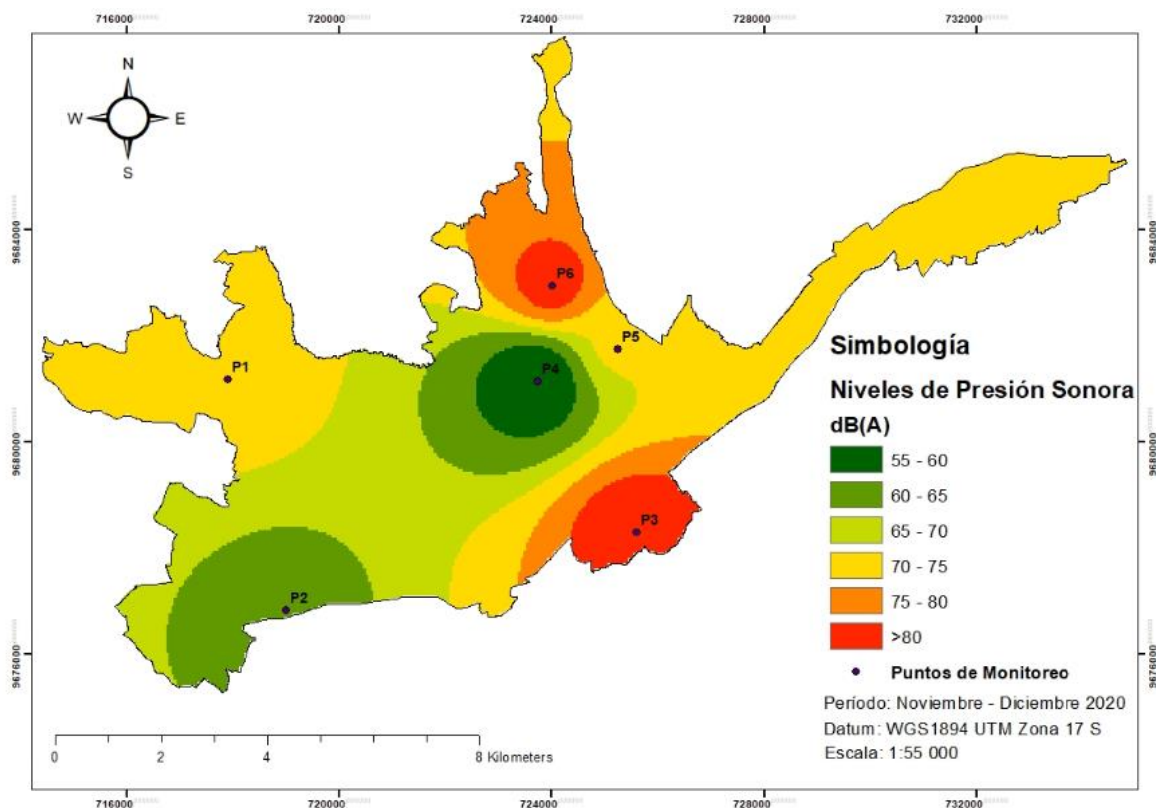 716000 720000 724000 728000 732000
N
W E
S
9684000 9684000
P6
P5
P1
P4
9680000 9680000
P3
P2
9676000 9676000
Simbología
Niveles de Presión Sonora
dB(A)
55 - 60
60 - 65
65 - 70
70 - 75
75 - 80
>80
Puntos de Monitoreo
Período: Noviembre - Diciembre 2020
Datum: WGS1894 UTM Zona 17 S
Escala: 1:55 000
0 2 4 8 Kilometers
716000 720000 724000 728000 732000